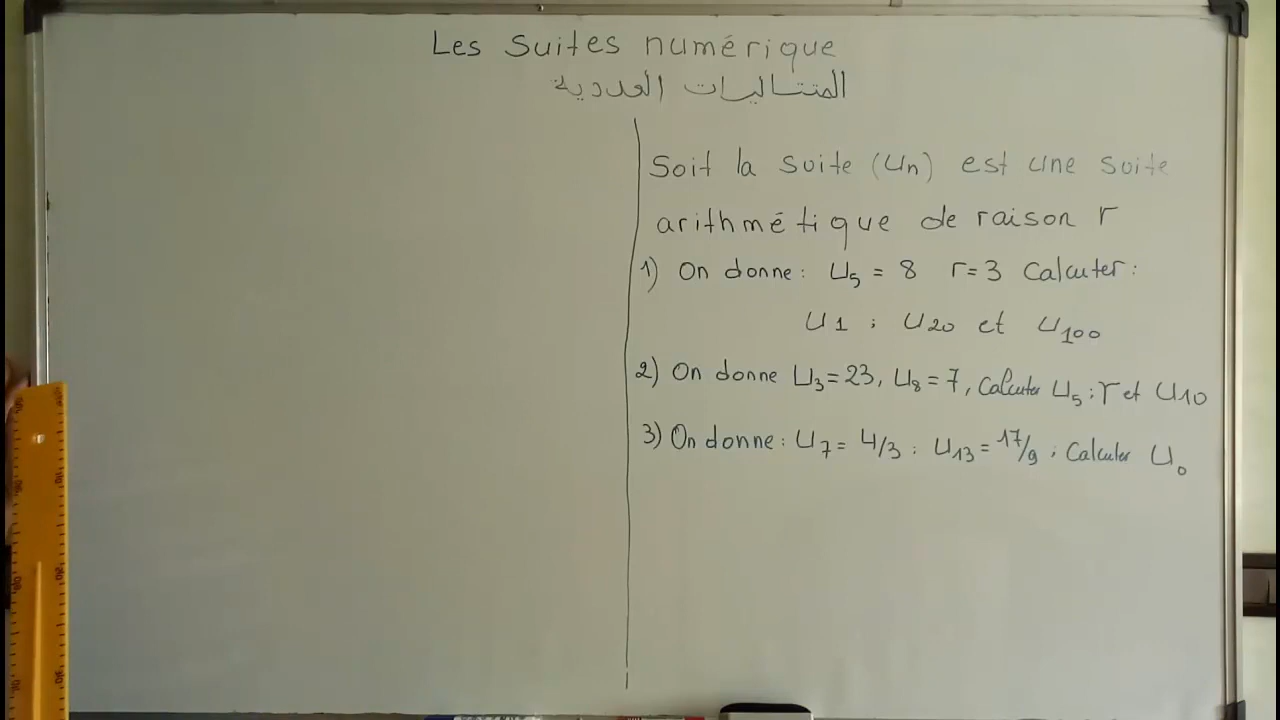 Les Suites numérique
المتتاليات العددية
Soit la suite (Un) est une suite
arithmétique de raison r
1) On donne : U5 = 8 r = 3 Calculer :
U1 ; U20 et U100
2) On donne U3 = 23, U8 = 7, Calculer U5 ; r et U10
3) On donne : U7 = 4/3 ; U13 = 17/9 ; Calculer U0